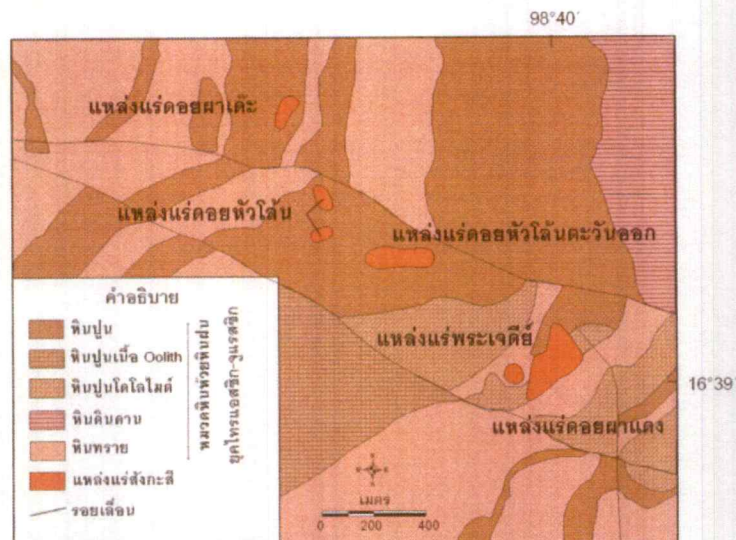 98°40′
แหล่งแร่ดอยผาเด๊ะ
แหล่งแร่ดอยหัวโล้น
แหล่งแร่ดอยหัวโล้นตะวันออก
แหล่งแร่พระเจดีย์
16°39′
แหล่งแร่ดอยผาแดง
คำอธิบาย
หินปูน
หินปูนเนื้อ Oolith
หินปูนโดโลไมต์
หินดินดาน
หินทราย
แหล่งแร่สังกะสี
รอยเลื่อน
หมวดหินห้วยหินฝน
ยุคไทรแอสซิก-จูแรสซิก
เมตร
0 200 400